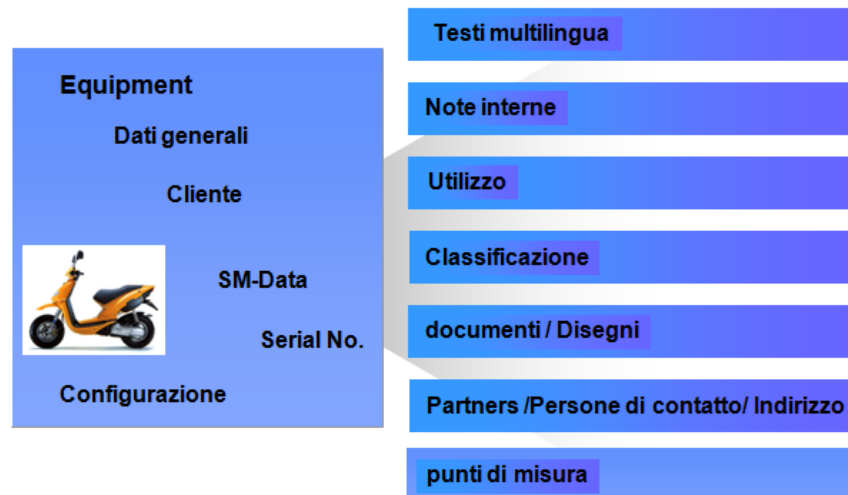 Equipment
Dati generali
Cliente
SM-Data
Serial No.
Configurazione
Testi multilingua
Note interne
Utilizzo
Classificazione
documenti / Disegni
Partners /Persone di contatto/ Indirizzo
punti di misura